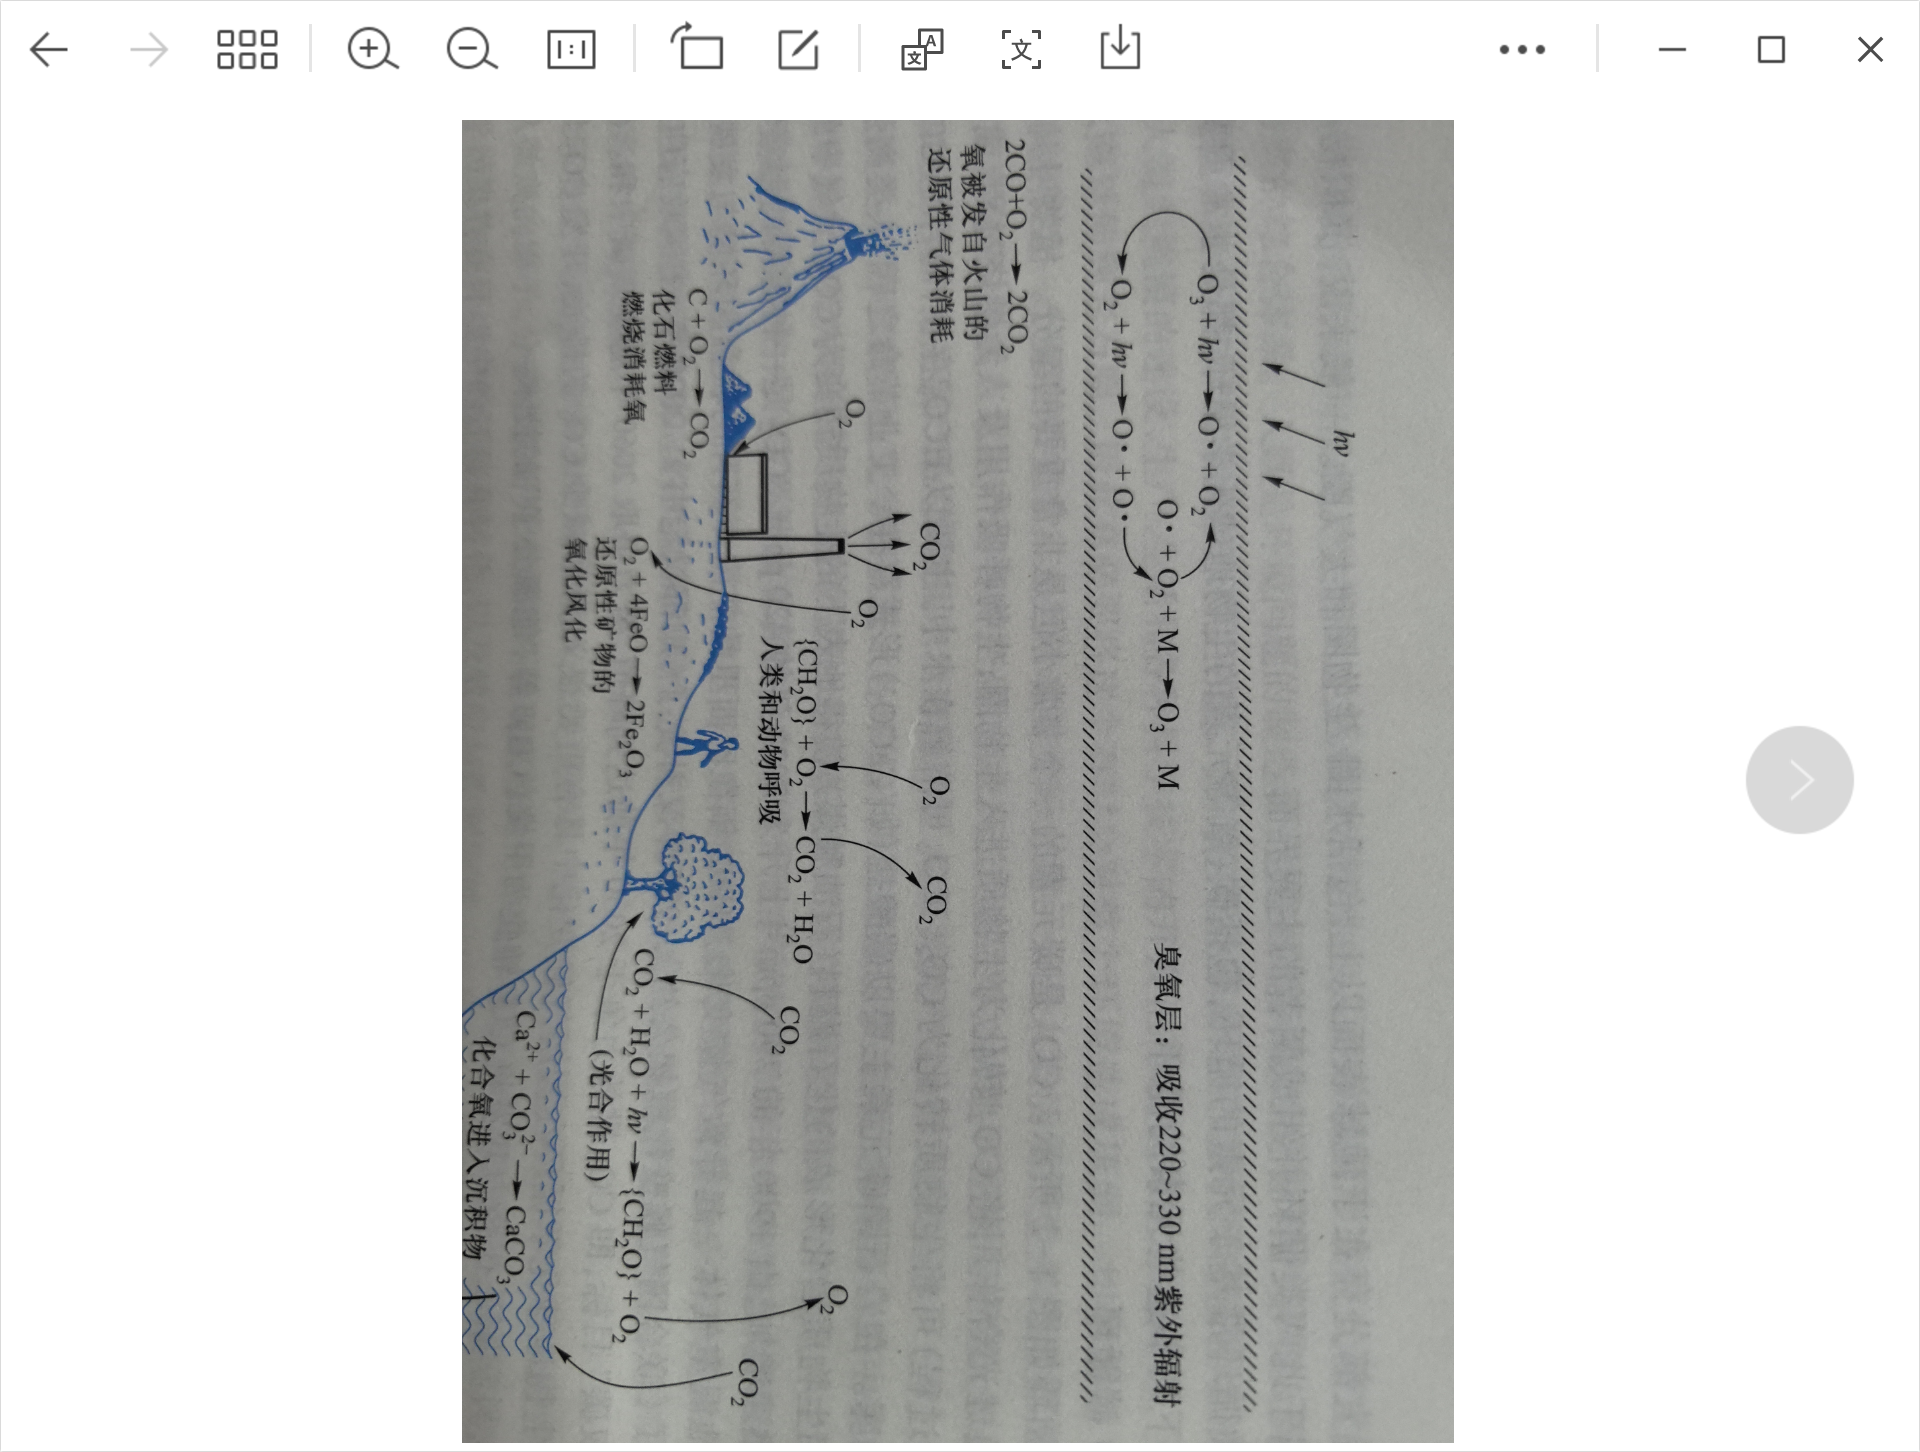 hν
O₃ + hν → O· + O₂
O· + O₂ + M → O₃ + M
臭氧层：吸收220~330 nm紫外辐射
O₂ + hν → O· + O·
2CO+O₂ → 2CO₂
氧被发自火山的
还原性气体消耗
CO₂
O₂
CO₂
O₂
O₂
{CH₂O} + O₂ → CO₂ + H₂O
人类和动物呼吸
CO₂
O₂
CO₂
C + O₂ → CO₂
化石燃料
燃烧消耗氧
O₂ + 4FeO → 2Fe₂O₃
还原性矿物的
氧化风化
CO₂ + H₂O + hν → {CH₂O} + O₂
(光合作用)
Ca²⁺ + CO₃²⁻ → CaCO₃
化合氧进入沉积物